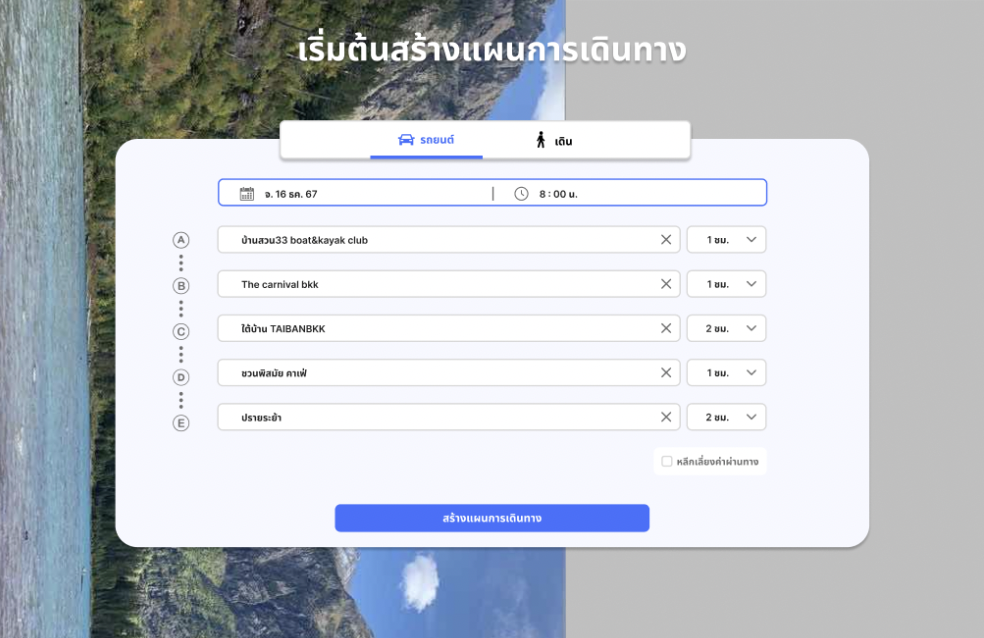 เริ่มต้นสร้างแผนการเดินทาง
รถยนต์ เดิน
จ. 16 ธค. 67 | 8 : 00 น.
A บ้านสวน33 boat&kayak club 1 ชม.
B The carnival bkk 1 ชม.
C ใต้บ้าน TAIBANBKK 2 ชม.
D ชวนพิสมัย คาเฟ่ 1 ชม.
E ปรายระย้า 2 ชม.
หลีกเลี่ยงค่าผ่านทาง
สร้างแผนการเดินทาง